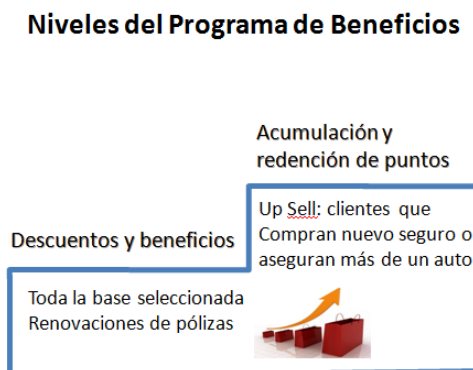 Niveles del Programa de Beneficios
Acumulación y
redención de puntos
Up Sell: clientes que
Compran nuevo seguro o
aseguran más de un auto
Descuentos y beneficios
Toda la base seleccionada
Renovaciones de pólizas